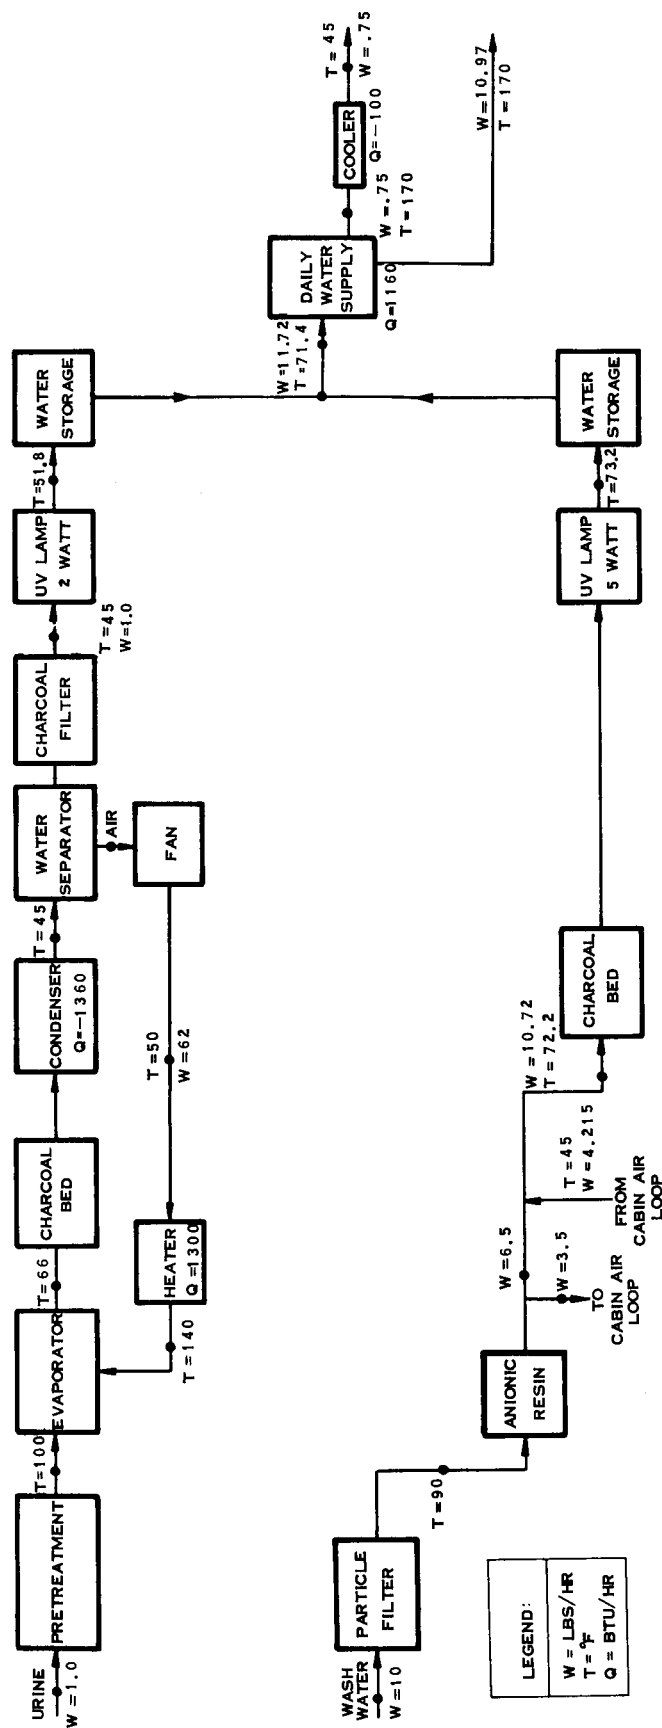 URINE
W=1.0
PRETREATMENT
T=100
EVAPORATOR
T=66
CHARCOAL
BED
CONDENSER
Q=-1360
T=45
WATER
SEPARATOR
CHARCOAL
FILTER
T=45
W=1.0
UV LAMP
2 WATT
T=51.8
WATER
STORAGE
AIR
FAN
T=50
W=62
HEATER
Q=1300
T=140
W=11.72
T=71.4
DAILY
WATER
SUPPLY
Q=1160
W=.75
T=170
COOLER
Q=-100
T=45
W=.75
W=10.97
T=170
WASH
WATER
W=10
PARTICLE
FILTER
T=90
ANIONIC
RESIN
W=6.5
W=3.5
TO
CABIN AIR
LOOP
T=45
W=4.215
FROM
CABIN AIR
LOOP
W=10.72
T=72.2
CHARCOAL
BED
UV LAMP
5 WATT
T=73.2
WATER
STORAGE
LEGEND:
W = LBS/HR
T = °F
Q = BTU/HR